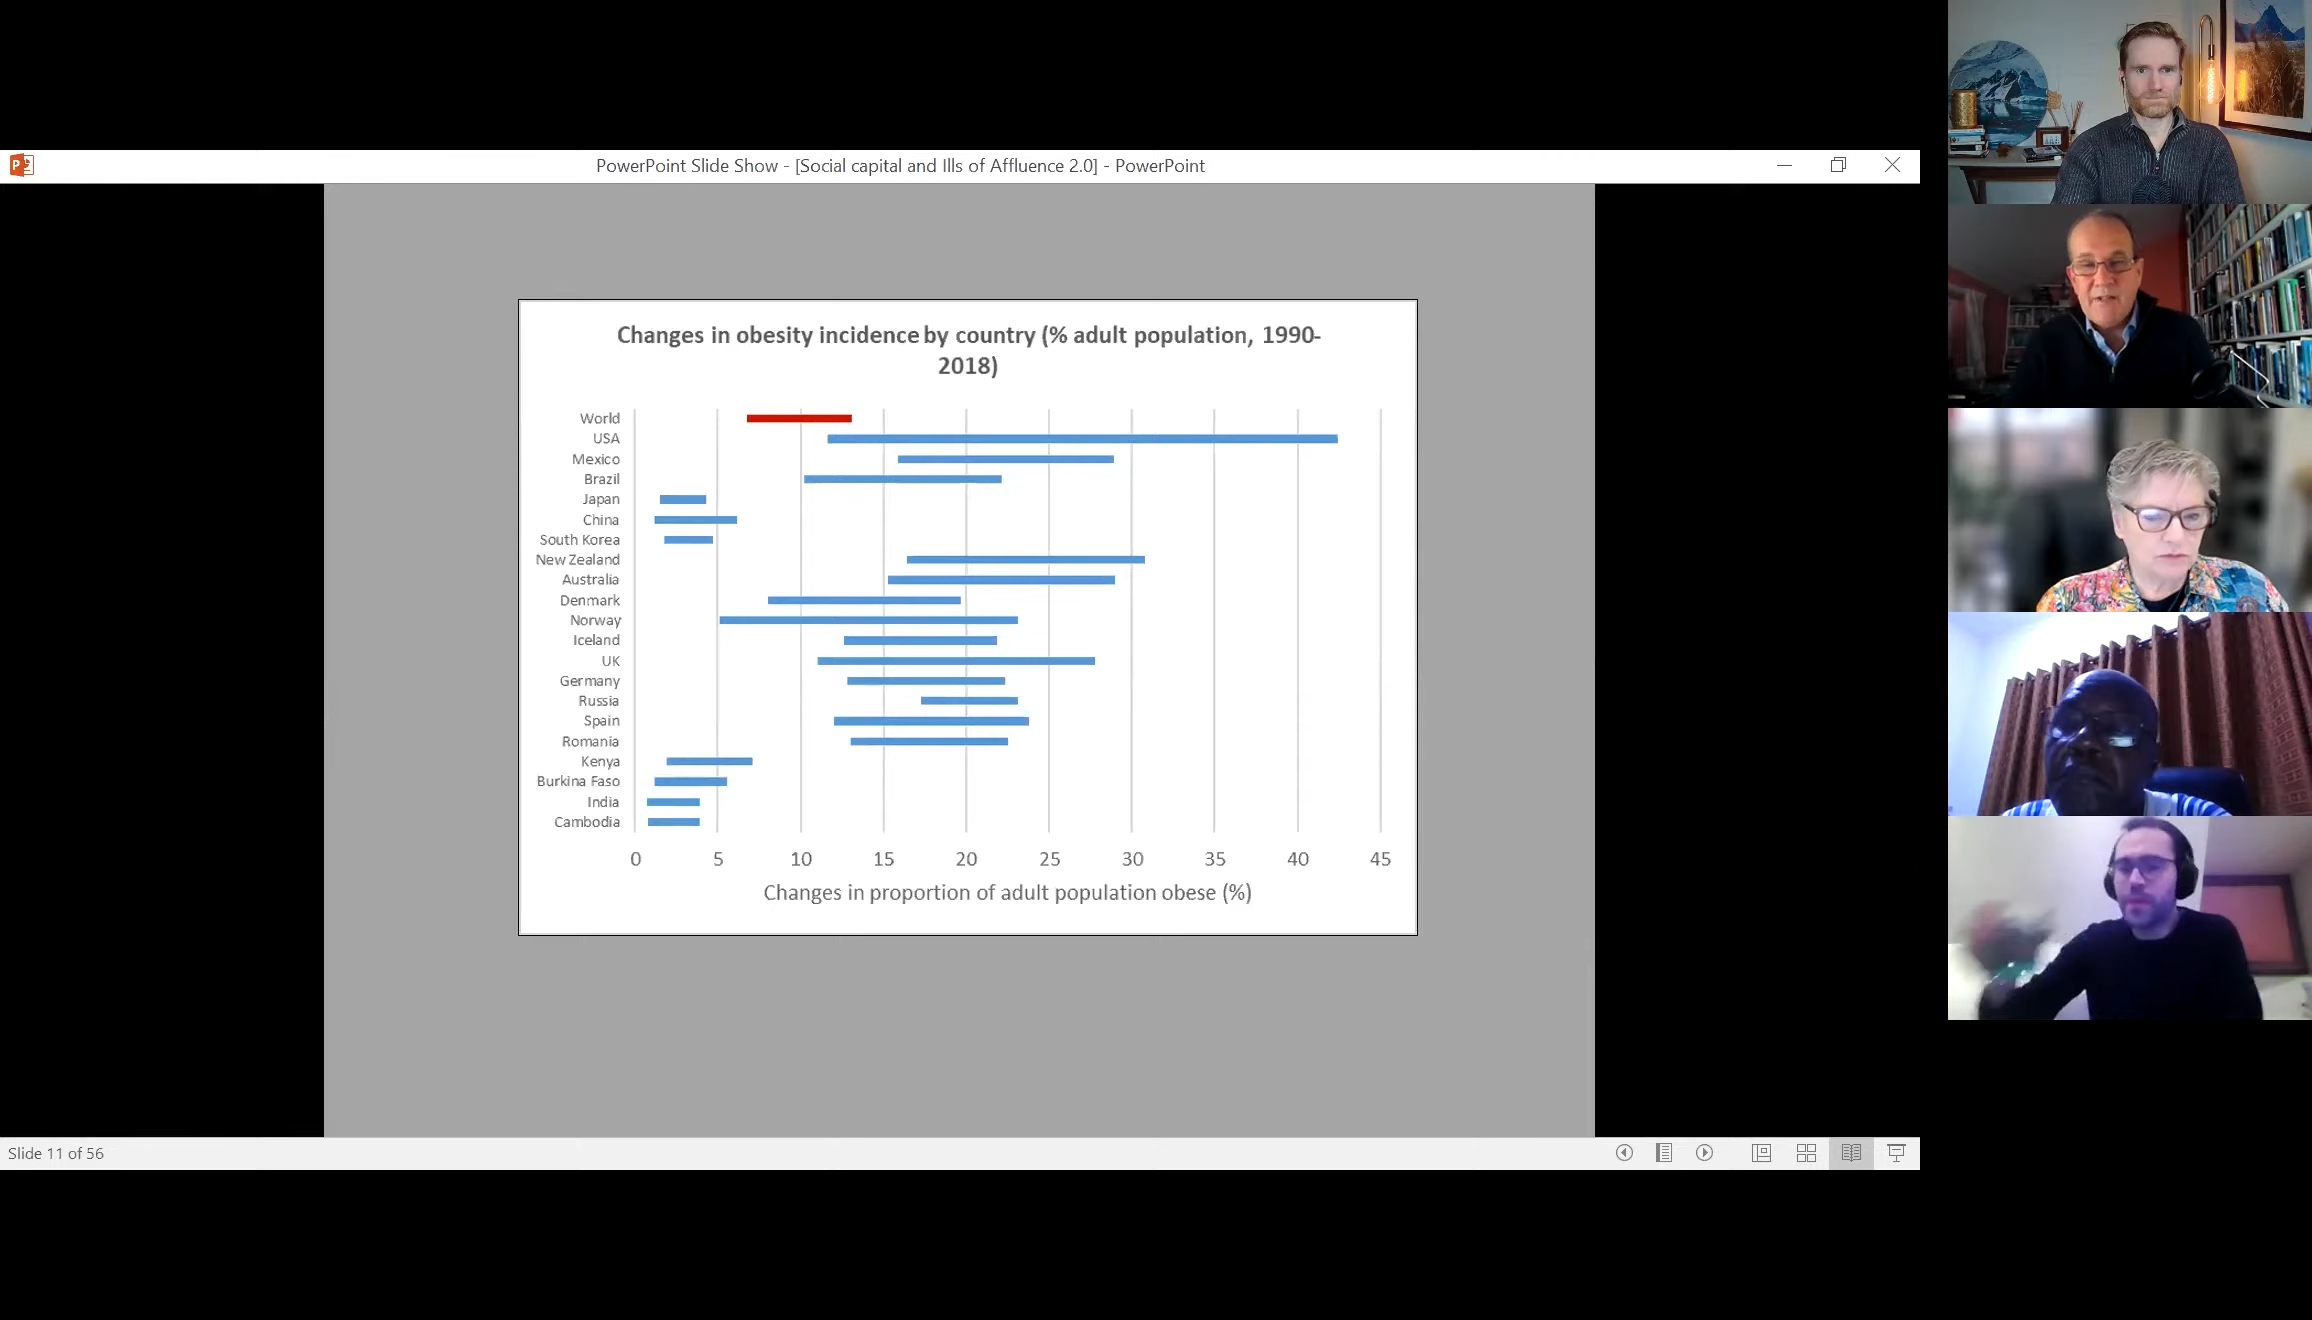 PowerPoint Slide Show - [Social capital and Ills of Affluence 2.0] - PowerPoint
Changes in obesity incidence by country (% adult population, 1990-
2018)
World
USA
Mexico
Brazil
Japan
China
South Korea
New Zealand
Australia
Denmark
Norway
Iceland
UK
Germany
Russia
Spain
Romania
Kenya
Burkina Faso
India
Cambodia
0 5 10 15 20 25 30 35 40 45
Changes in proportion of adult population obese (%)
Slide 11 of 56